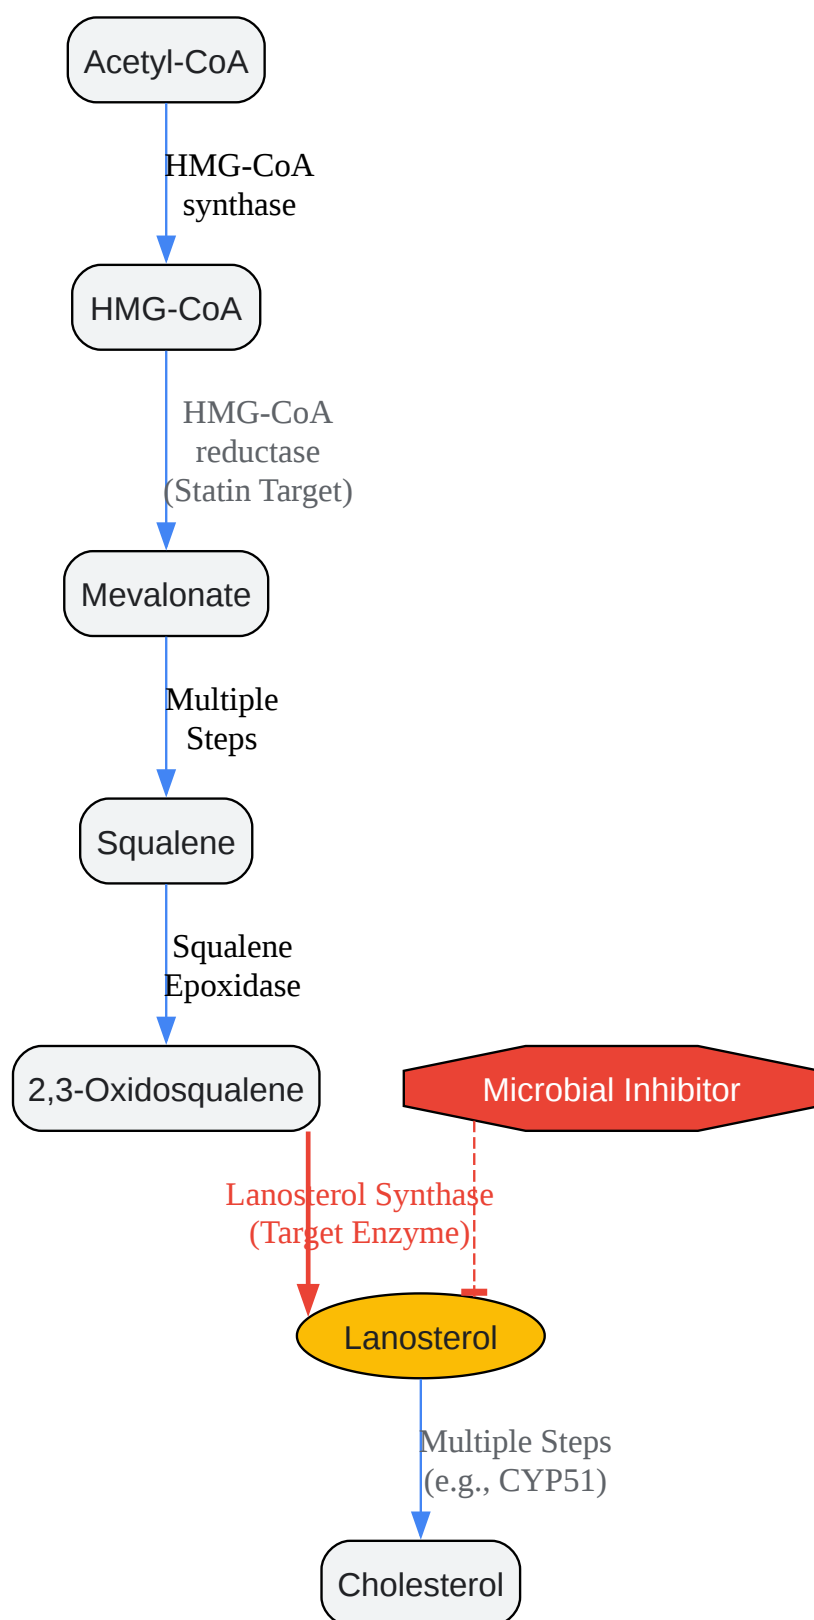 Acetyl-CoA
HMG-CoA
synthase
HMG-CoA
HMG-CoA
reductase
(Statin Target)
Mevalonate
Multiple
Steps
Squalene
Squalene
Epoxidase
2,3-Oxidosqualene
Microbial Inhibitor
Lanosterol Synthase
(Target Enzyme)
Lanosterol
Multiple Steps
(e.g., CYP51)
Cholesterol